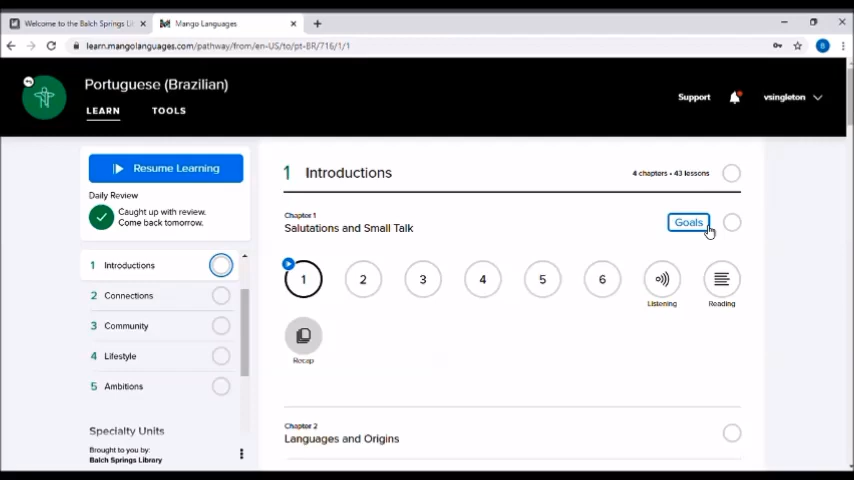 Welcome to the Balch Springs Li
Mango Languages
learn.mangolanguages.com/pathway/from/en-US/to/pt-BR/716/1/1
B
Portuguese (Brazilian)
LEARN
TOOLS
Support
vsingleton
Resume Learning
Daily Review
Caught up with review.
Come back tomorrow.
1 Introductions
2 Connections
3 Community
4 Lifestyle
5 Ambitions
Specialty Units
Brought to you by:
Balch Springs Library
1 Introductions
4 chapters • 43 lessons
Chapter 1
Salutations and Small Talk
Goals
1 2 3 4 5 6
Listening
Reading
Recap
Chapter 2
Languages and Origins